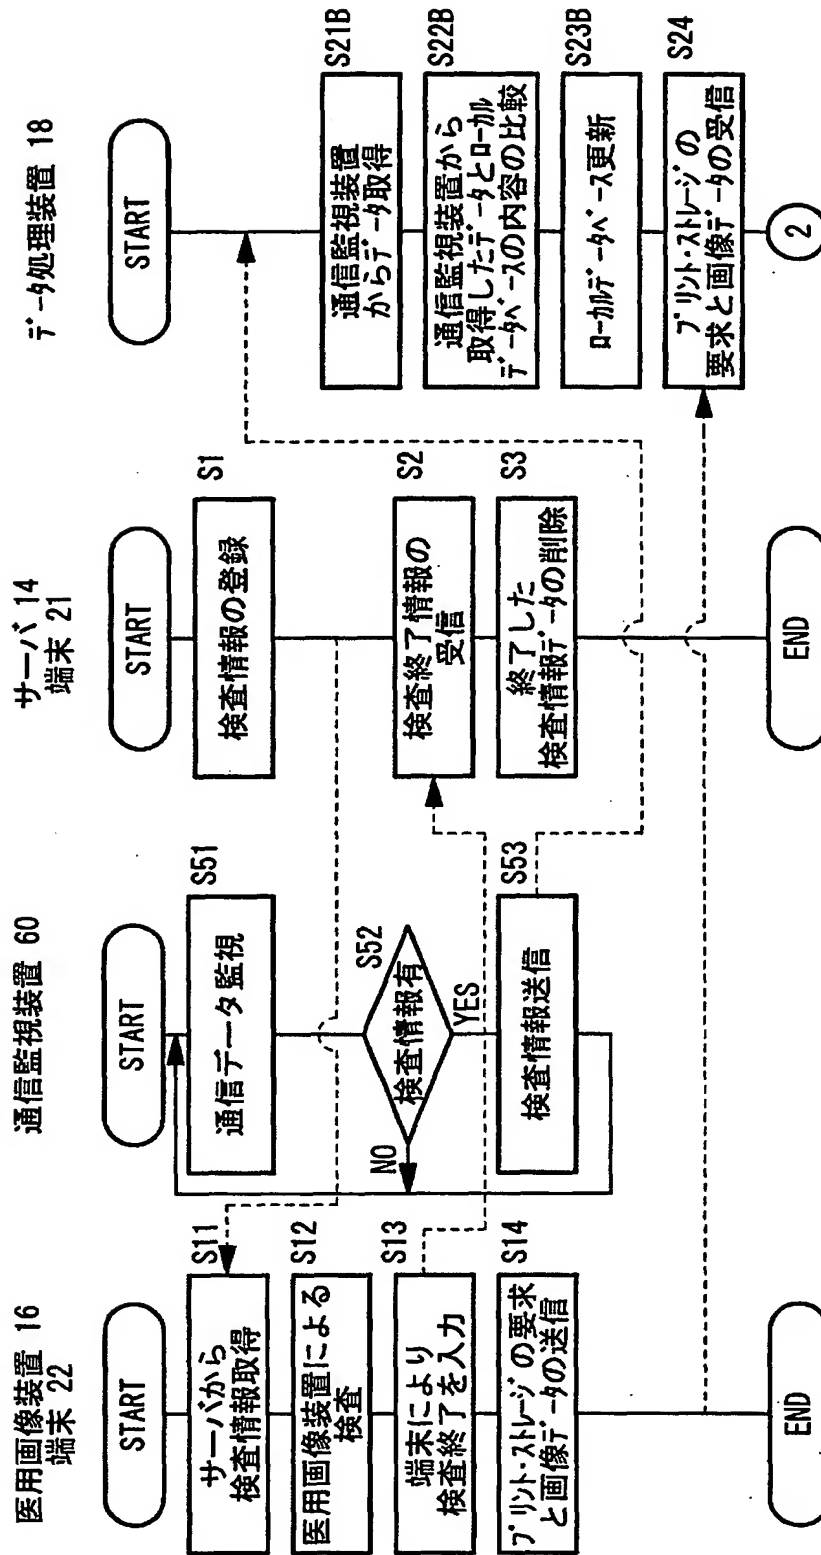 医用画像装置 16
端末 22
START
サーバから
検査情報取得
S11
医用画像装置による
検査
S12
端末により
検査終了を入力
S13
プリント・ストレージの要求
と画像データの送信
S14
END
通信監視装置 60
START
通信データ監視
S51
検査情報有
S52
NO
YES
検査情報送信
S53
サーバ 14
端末 21
START
検査情報の登録
S1
検査終了情報の
受信
S2
終了した
検査情報データの削除
S3
END
データ処理装置 18
START
通信監視装置
からデータ取得
S21B
通信監視装置から
取得したデータとローカル
データベースの内容の比較
S22B
ローカルデータベース更新
S23B
プリント・ストレージの
要求と画像データの受信
S24
2